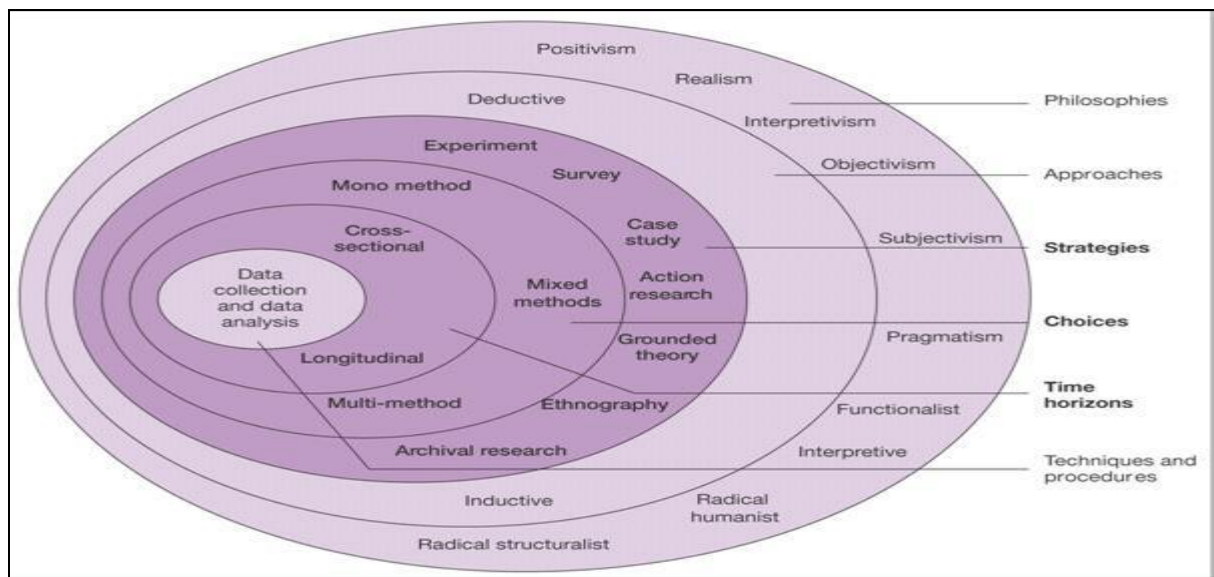 Positivism
Realism
Deductive
Philosophies
Interpretivism
Experiment
Objectivism
Survey
Approaches
Mono method
Case
study
Cross-
sectional
Subjectivism
Strategies
Data
collection
and data
analysis
Mixed
methods
Action
research
Choices
Grounded
theory
Pragmatism
Longitudinal
Time
horizons
Multi-method
Ethnography
Functionalist
Archival research
Interpretive
Techniques and
procedures
Inductive
Radical
humanist
Radical structuralist